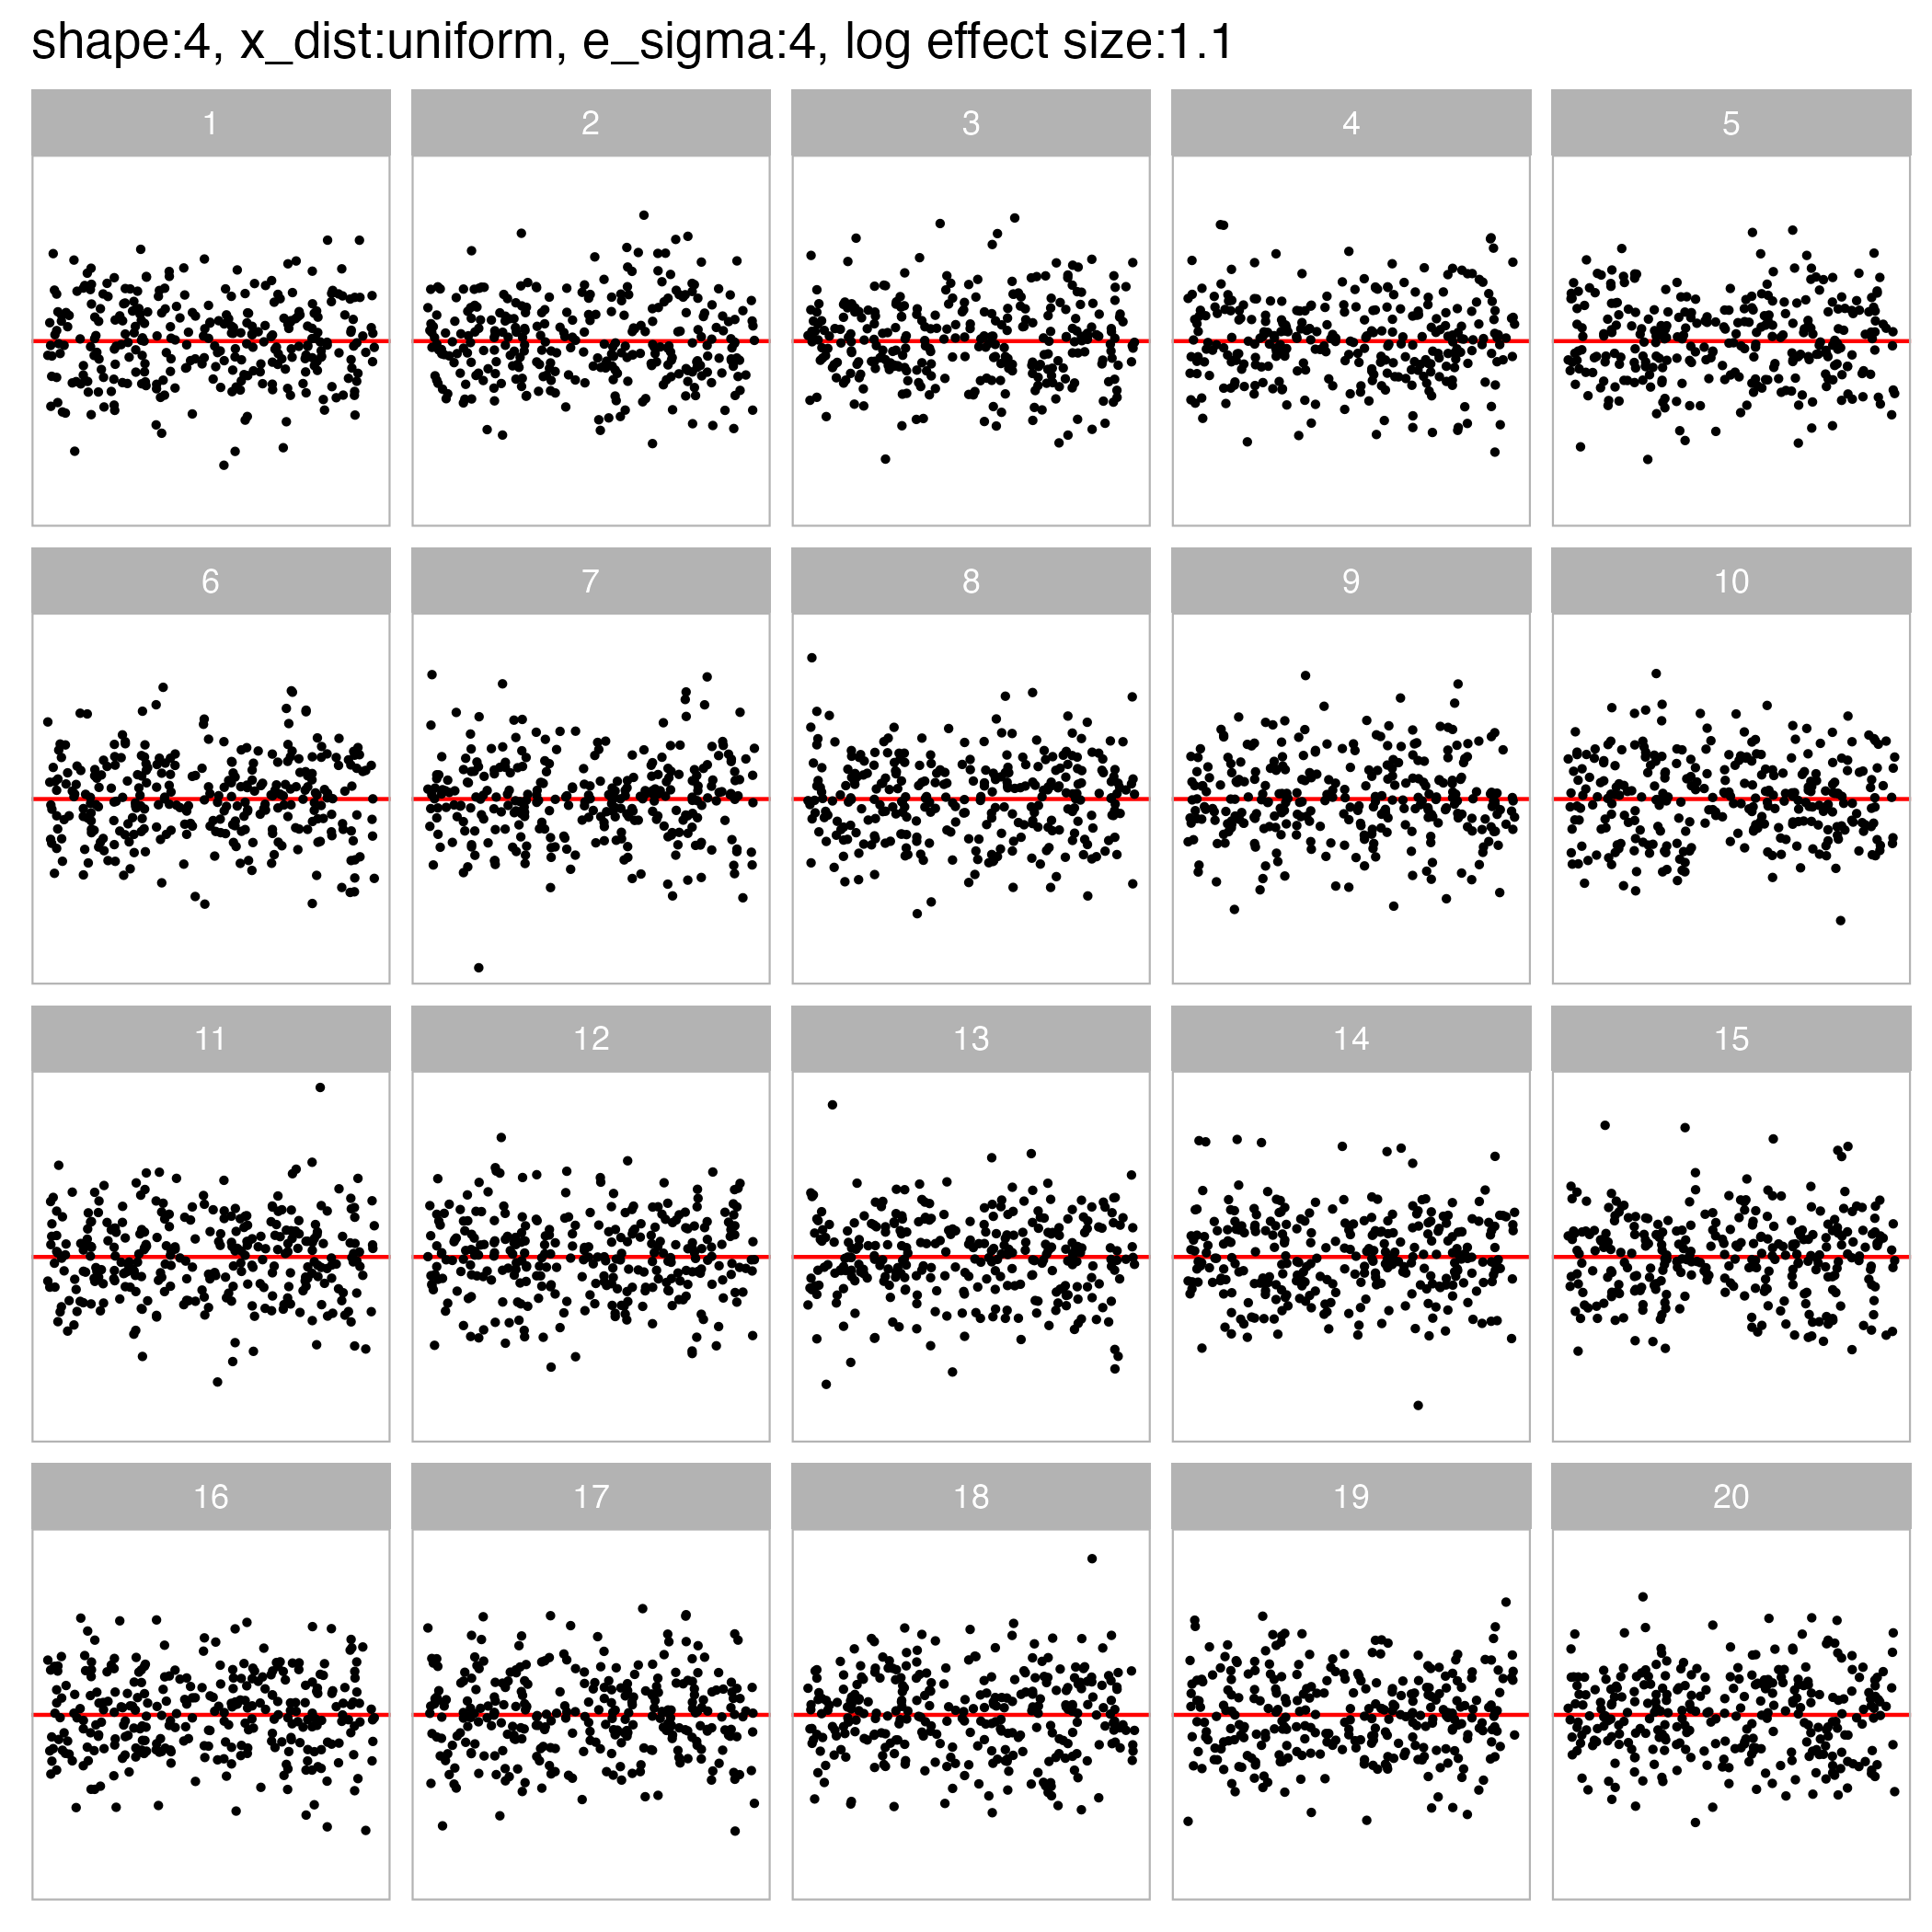 shape:4, x_dist:uniform, e_sigma:4, log effect size:1.1
1 2 3 4 5
6 7 8 9 10
11 12 13 14 15
16 17 18 19 20